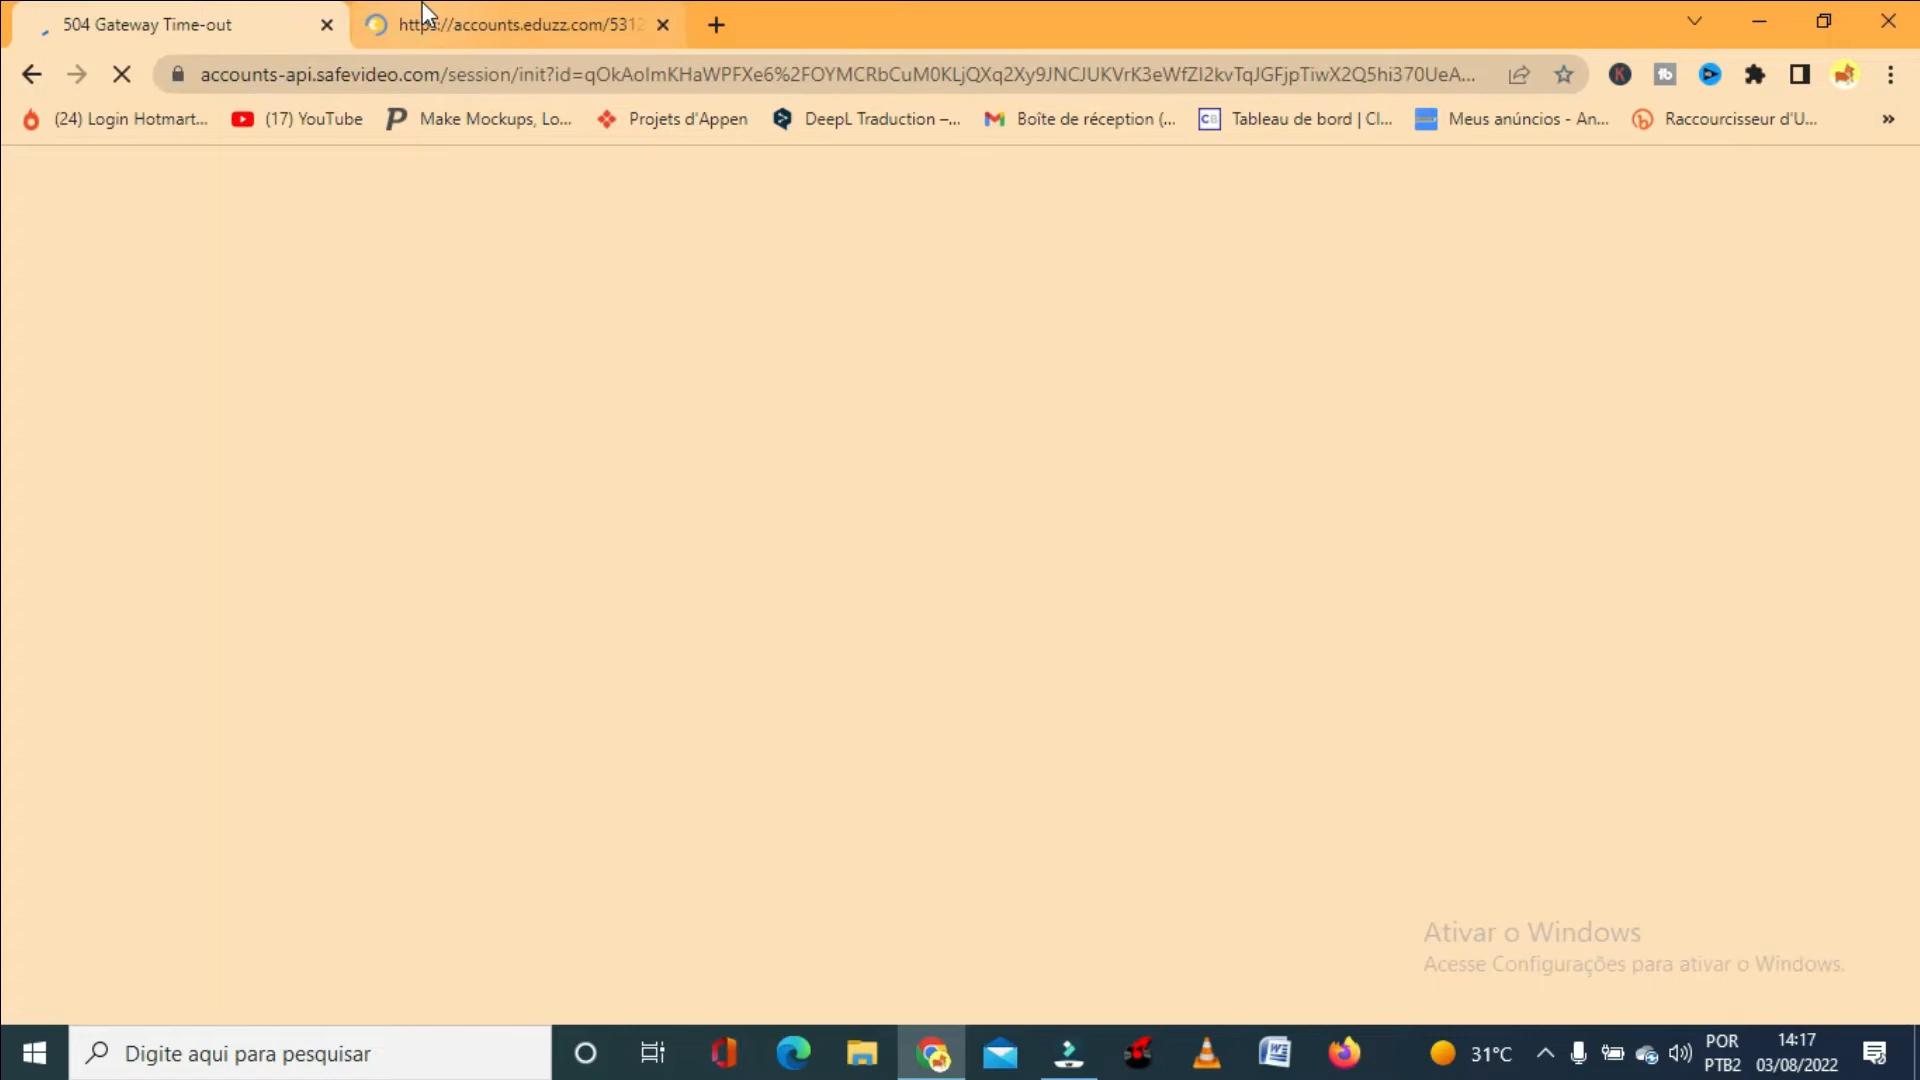 504 Gateway Time-out
https://accounts.eduzz.com/5312
accounts-api.safevideo.com/session/init?id=qOkAoImKHaWPFXe6%2FOYMCRbCuM0KLjQXq2Xy9JNCJUKVrK3eWfZI2kvTqJGFjpTiwX2Q5hi370UeA...
(24) Login Hotmart...
(17) YouTube
Make Mockups, Lo...
Projets d'Appen
DeepL Traduction –...
Boîte de réception (...
CB
Tableau de bord | Cl...
Meus anúncios - An...
Raccourcisseur d'U...
»
Ativar o Windows
Acesse Configurações para ativar o Windows.
Digite aqui para pesquisar
31°C
POR
PTB2
14:17
03/08/2022